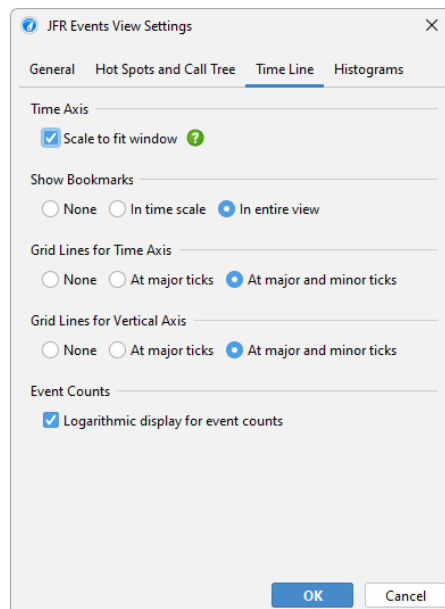 JFR Events View Settings
General Hot Spots and Call Tree Time Line Histograms
Time Axis
Scale to fit window ?
Show Bookmarks
None In time scale In entire view
Grid Lines for Time Axis
None At major ticks At major and minor ticks
Grid Lines for Vertical Axis
None At major ticks At major and minor ticks
Event Counts
Logarithmic display for event counts
OK Cancel